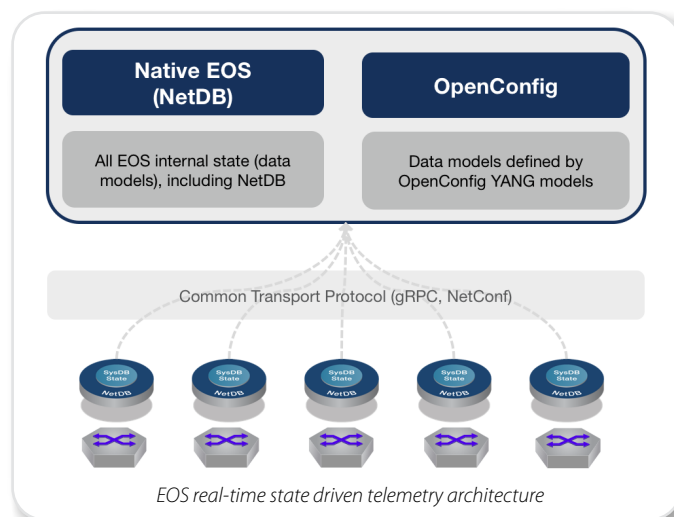 Native EOS
(NetDB)
OpenConfig
All EOS internal state (data
models), including NetDB
Data models defined by
OpenConfig YANG models
Common Transport Protocol (gRPC, NetConf)
SysDB
State
NetDB
SysDB
State
NetDB
SysDB
State
NetDB
SysDB
State
NetDB
SysDB
State
NetDB
EOS real-time state driven telemetry architecture